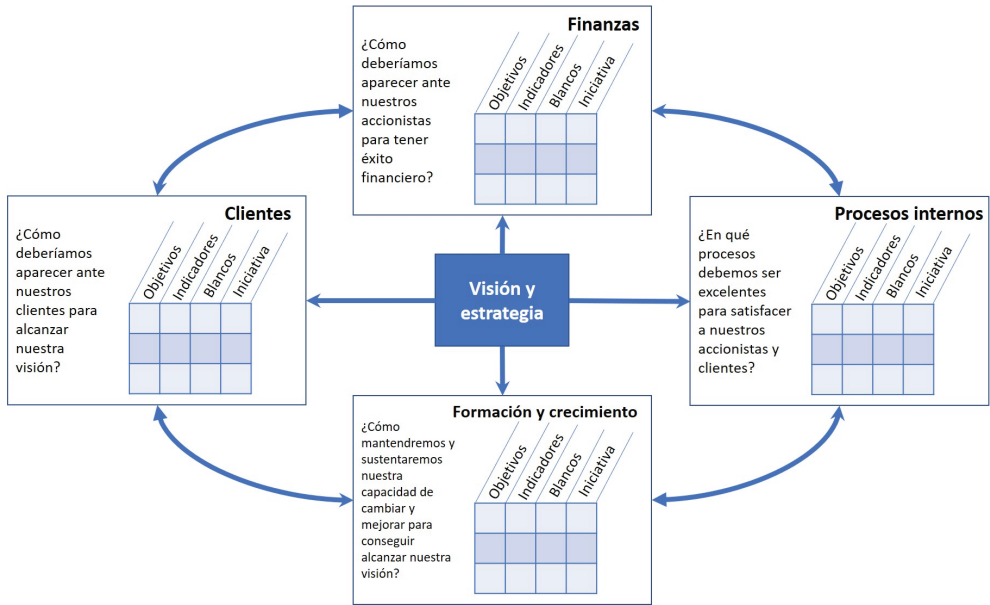 Finanzas
¿Cómo
deberíamos
aparecer ante
nuestros
accionistas
para tener
éxito
financiero?
Objetivos
Indicadores
Blancos
Iniciativa
Clientes
¿Cómo
deberíamos
aparecer ante
nuestros
clientes para
alcanzar
nuestra
visión?
Objetivos
Indicadores
Blancos
Iniciativa
Visión y
estrategia
Procesos internos
¿En qué
procesos
debemos ser
excelentes
para satisfacer
a nuestros
accionistas y
clientes?
Objetivos
Indicadores
Blancos
Iniciativa
Formación y crecimiento
¿Cómo
mantendremos y
sustentaremos
nuestra
capacidad de
cambiar y
mejorar para
conseguir
alcanzar nuestra
visión?
Objetivos
Indicadores
Blancos
Iniciativa